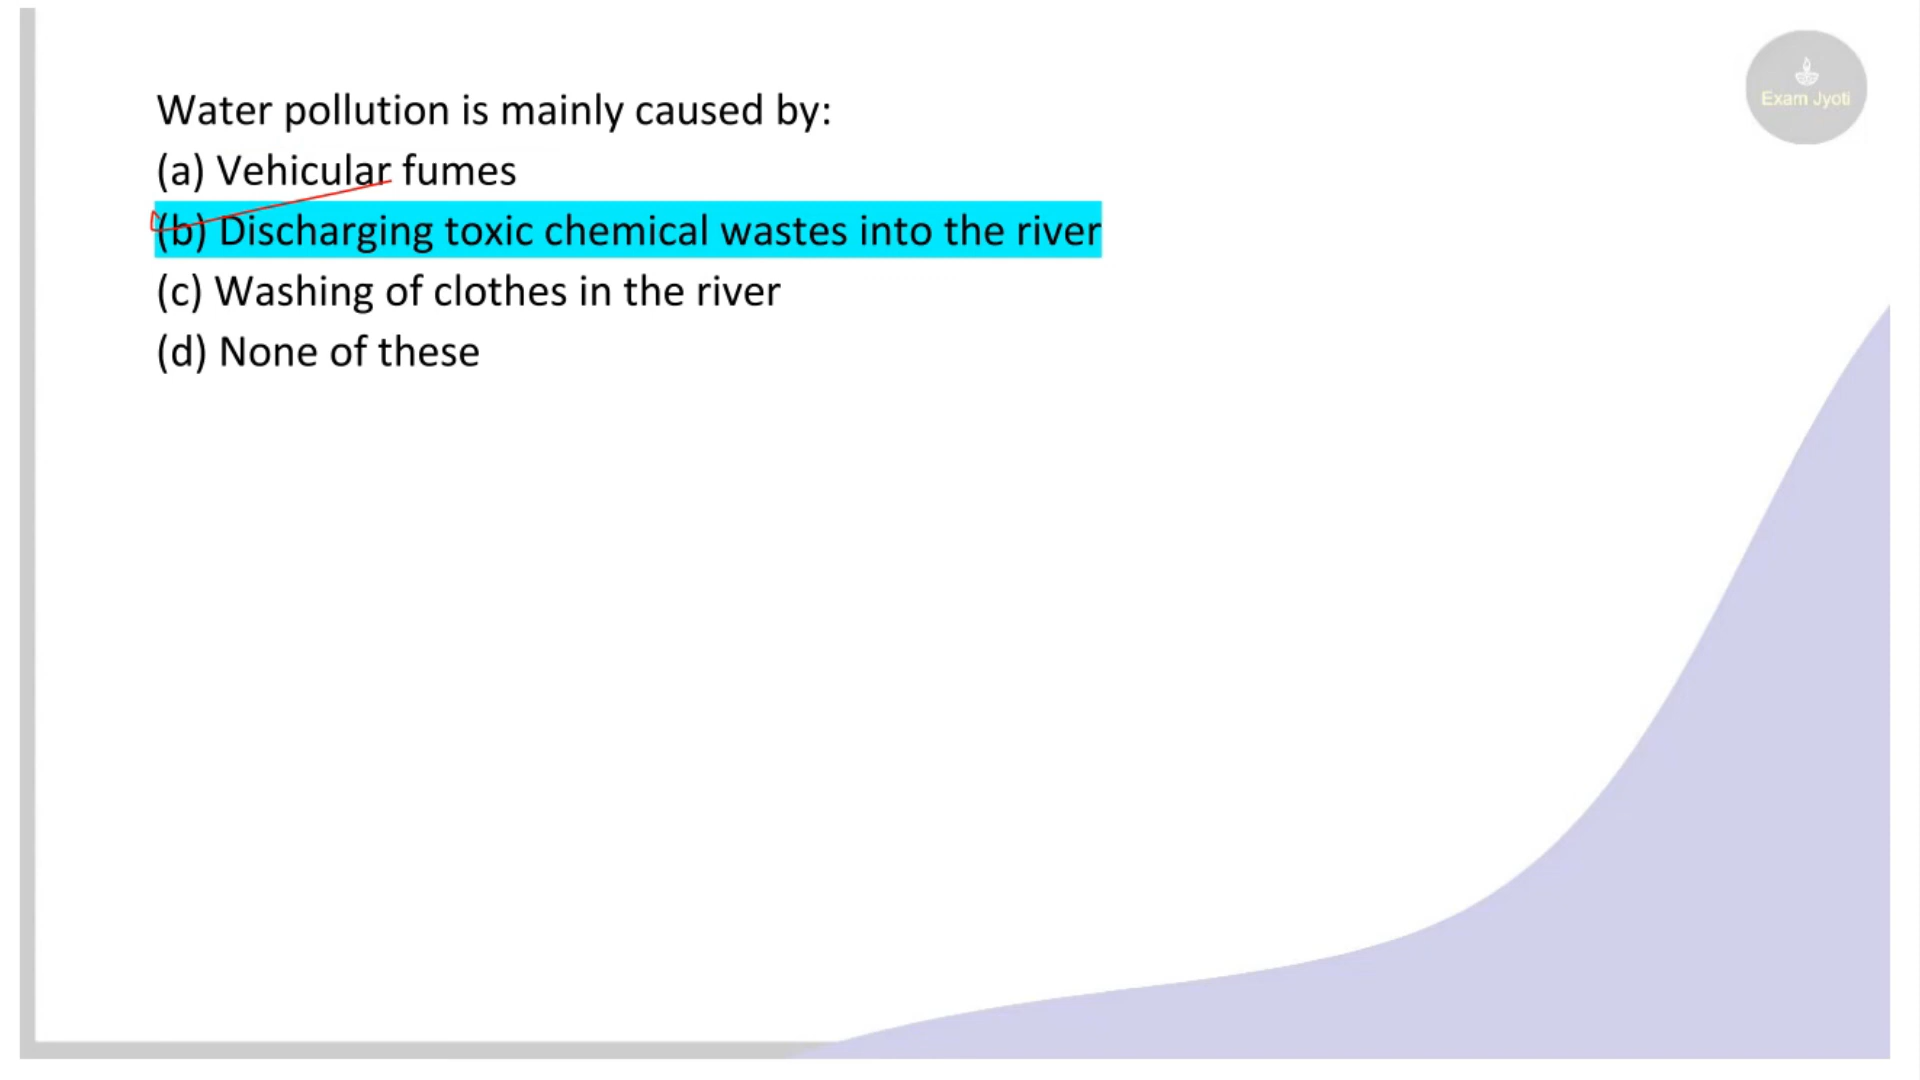 Water pollution is mainly caused by:
(a) Vehicular fumes
(b) Discharging toxic chemical wastes into the river
(c) Washing of clothes in the river
(d) None of these
Exam Jyoti